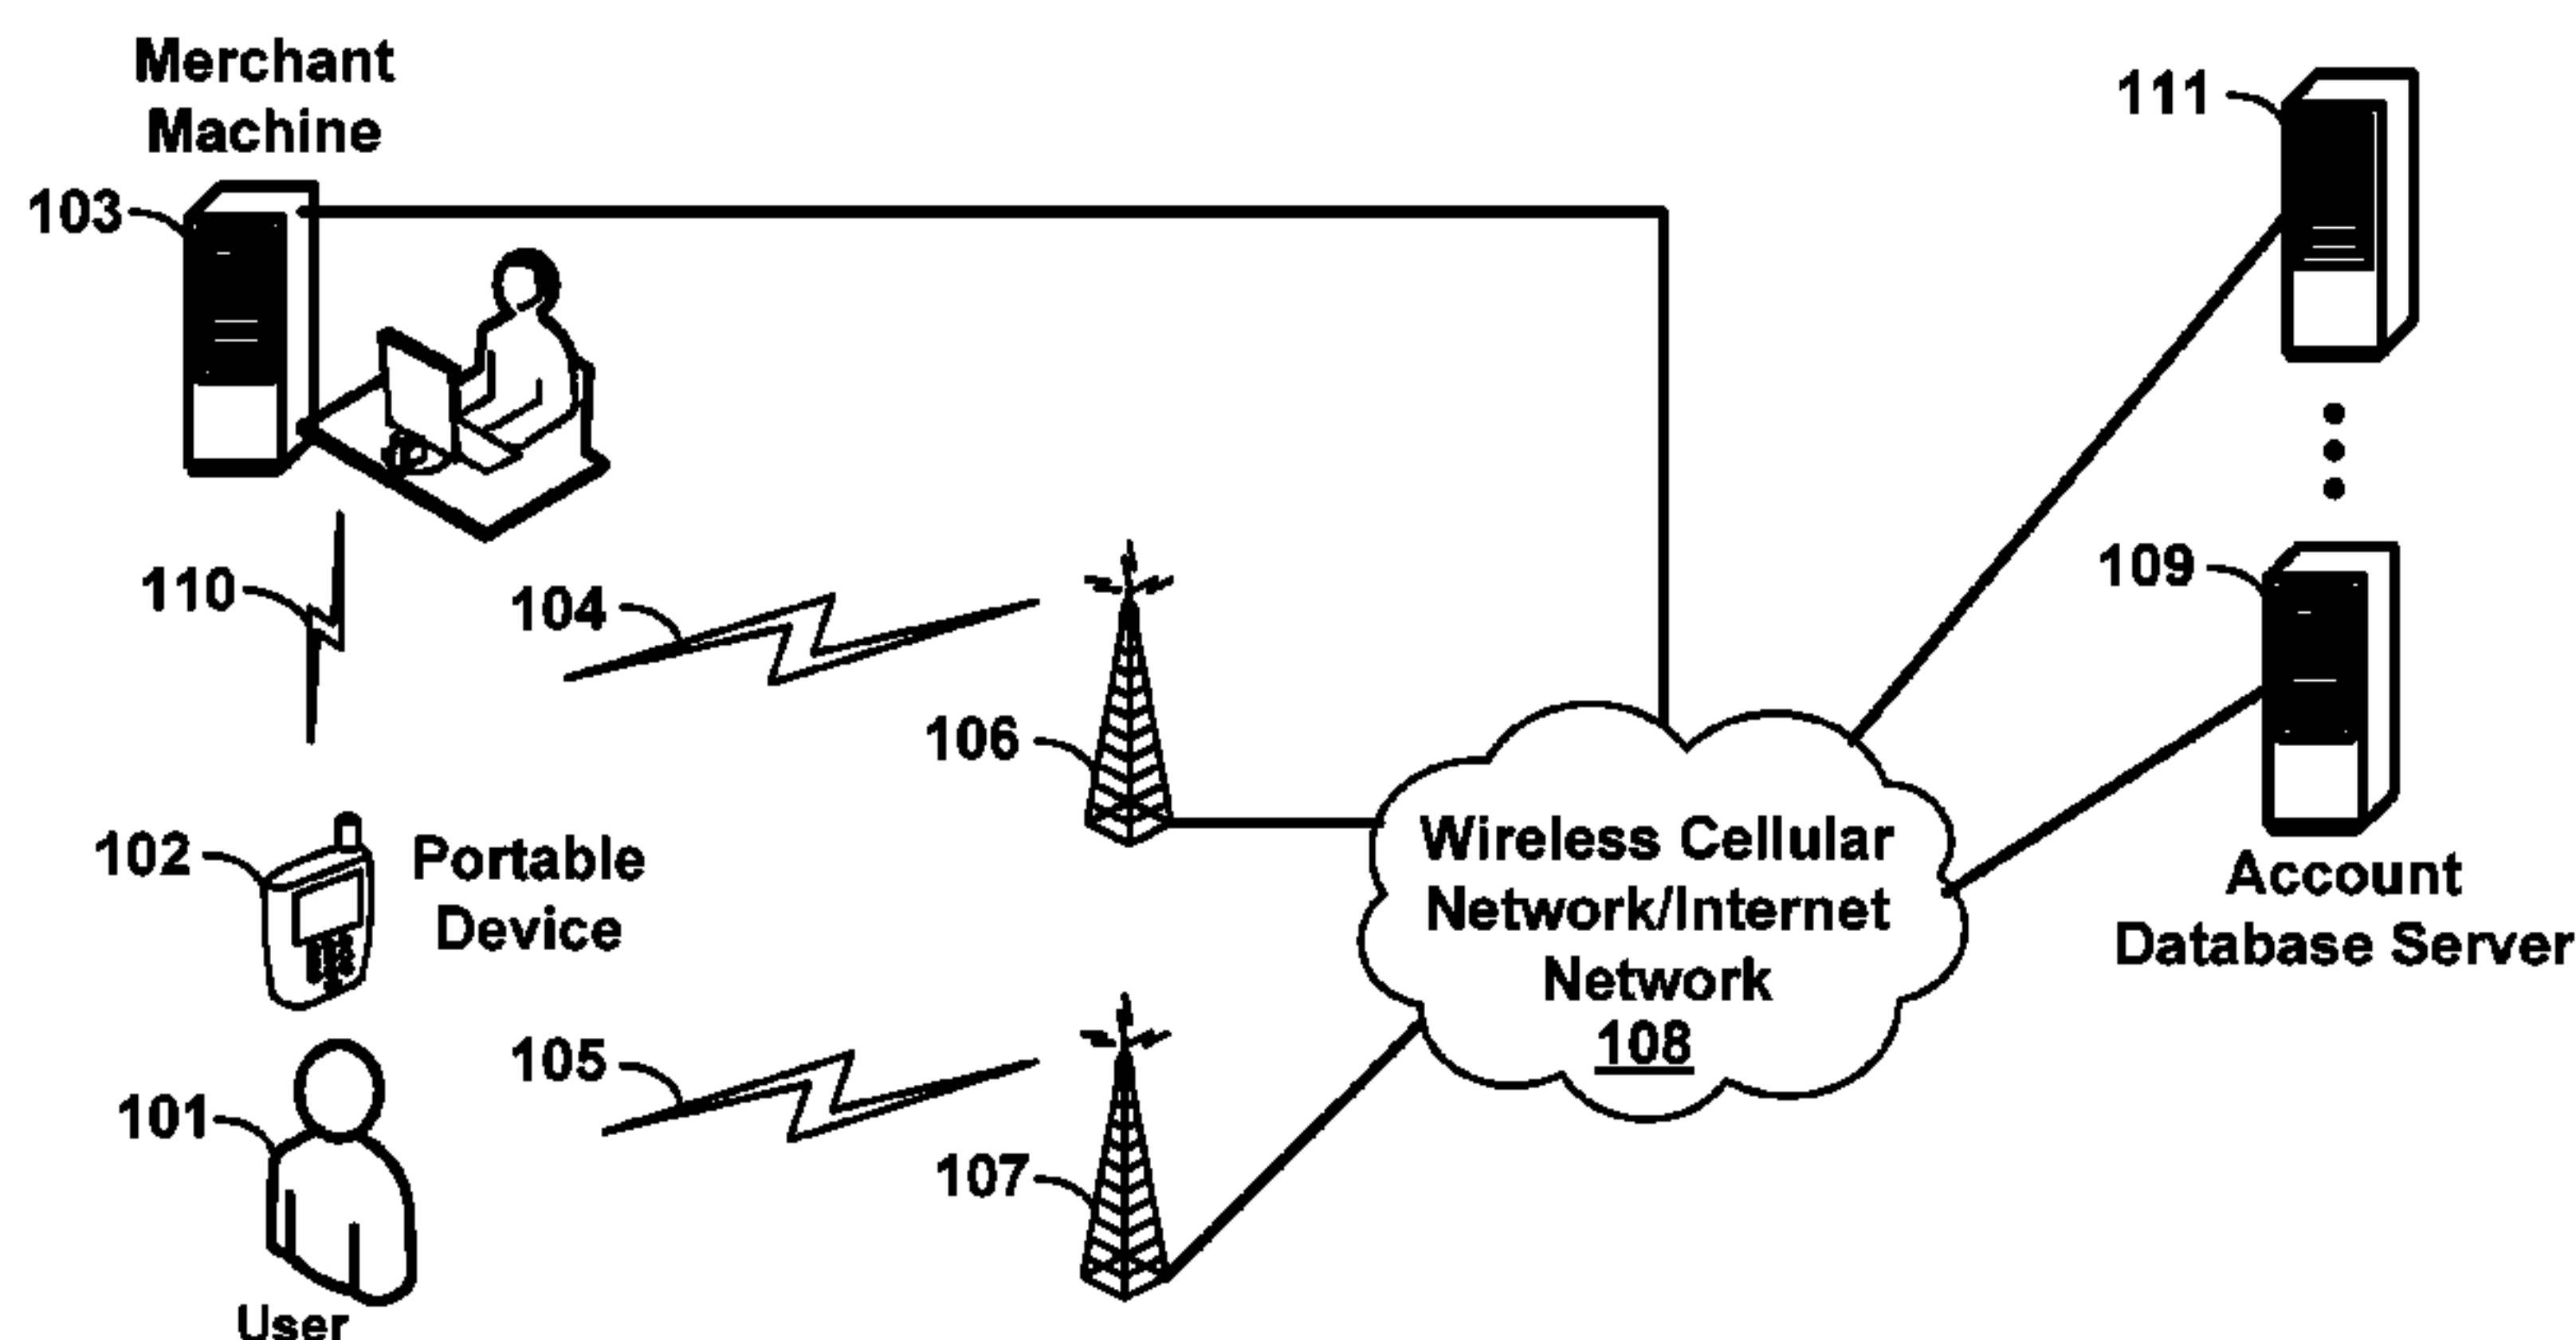 Merchant
Machine
103
111
110
104
109
106
102
Portable
Device
Wireless Cellular
Network/Internet
Network
108
Account
Database Server
105
101
107
User